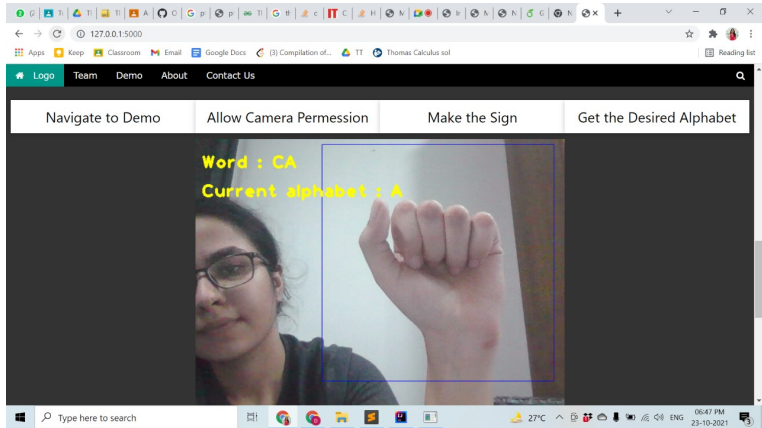 127.0.0.1:5000
Apps Keep Classroom Email Google Docs (3) Compilation of... TT Thomas Calculus sol Reading list
Logo Team Demo About Contact Us
Navigate to Demo Allow Camera Permession Make the Sign Get the Desired Alphabet
Word : CA
Current alphabet : A
Type here to search 27°C ENG 06:47 PM
23-10-2021